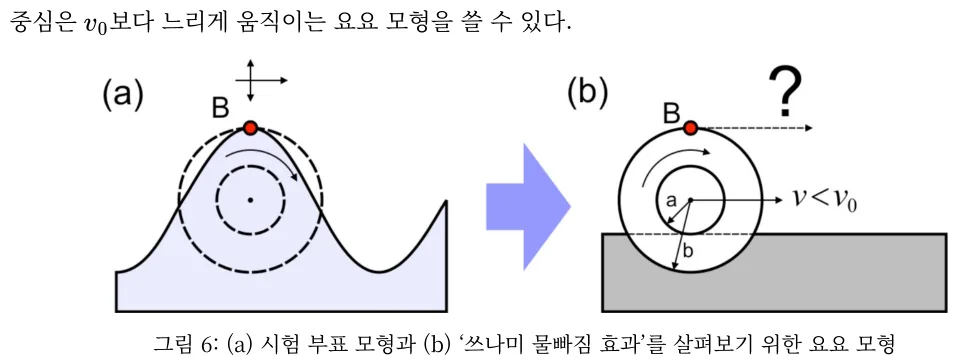 중심은 v₀보다 느리게 움직이는 요요 모형을 쓸 수 있다.
(a)
B
(b)
B
?
a
v<v₀
b
그림 6: (a) 시험 부표 모형과 (b) ‘쓰나미 물빠짐 효과’를 살펴보기 위한 요요 모형